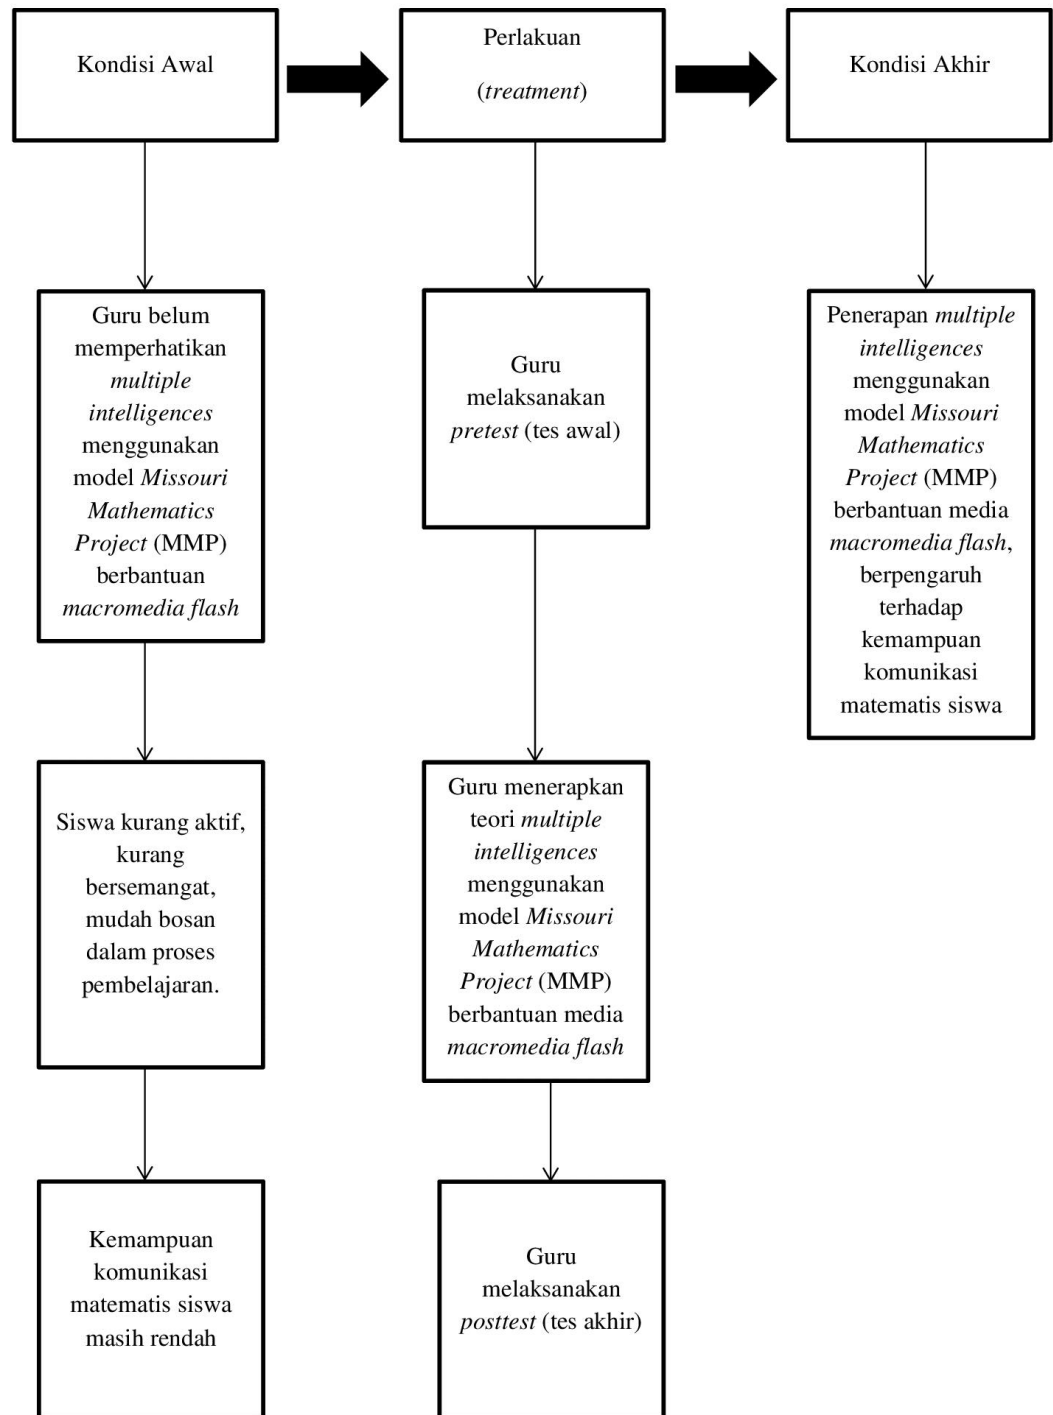 Kondisi Awal
Perlakuan
(treatment)
Kondisi Akhir
Guru belum
memperhatikan
multiple
intelligences
menggunakan
model Missouri
Mathematics
Project (MMP)
berbantuan
macromedia flash
Siswa kurang aktif,
kurang
bersemangat,
mudah bosan
dalam proses
pembelajaran.
Kemampuan
komunikasi
matematis siswa
masih rendah
Guru
melaksanakan
pretest (tes awal)
Guru menerapkan
teori multiple
intelligences
menggunakan
model Missouri
Mathematics
Project (MMP)
berbantuan media
macromedia flash
Guru
melaksanakan
posttest (tes akhir)
Penerapan multiple
intelligences
menggunakan
model Missouri
Mathematics
Project (MMP)
berbantuan media
macromedia flash,
berpengaruh
terhadap
kemampuan
komunikasi
matematis siswa